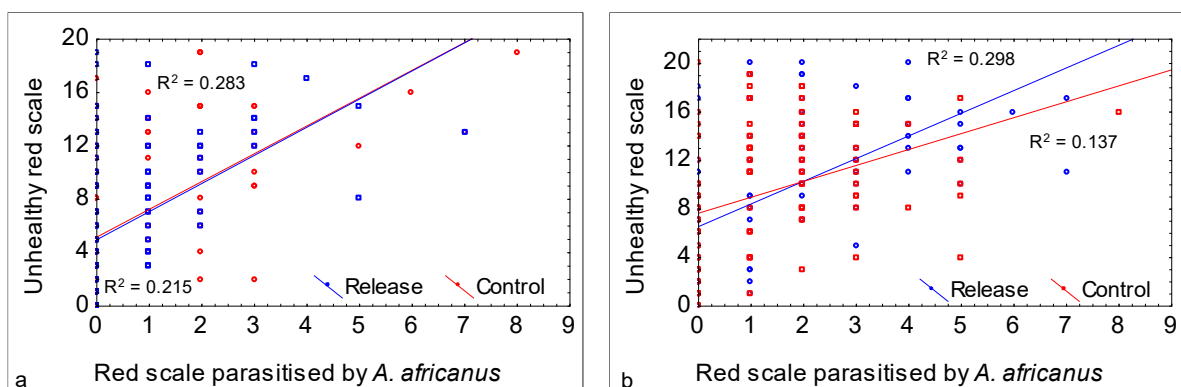 20
16
12
8
4
0
Unhealthy red scale
R² = 0.283
R² = 0.215
Release Control
0 1 2 3 4 5 6 7 8 9
a Red scale parasitised by A. africanus
20
16
12
8
4
0
Unhealthy red scale
R² = 0.298
R² = 0.137
Release Control
0 1 2 3 4 5 6 7 8 9
b Red scale parasitised by A. africanus